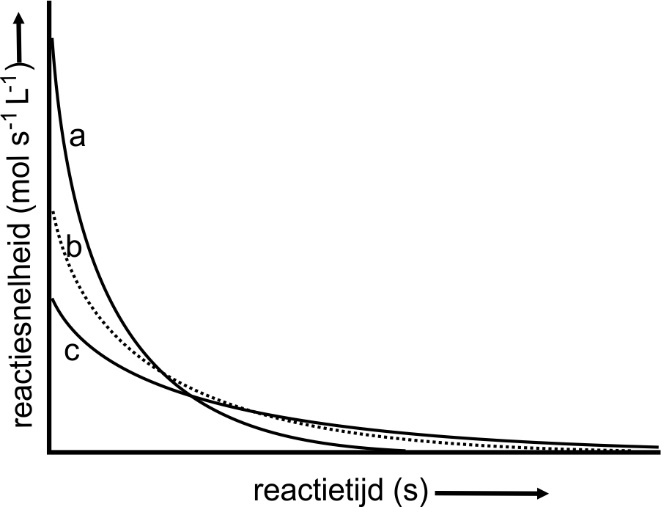 reactiesnelheid (mol s⁻¹ L⁻¹)
a
b
c
reactietijd (s)